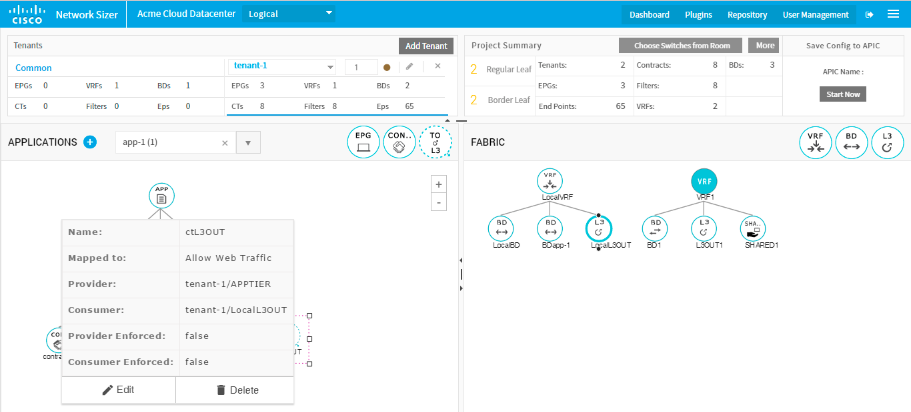 CISCO
Network Sizer
Acme Cloud Datacenter
Logical
Dashboard
Plugins
Repository
User Management
Tenants
Add Tenant
Common
EPGs 0 VRFs 1 BDs 1
CTs 0 Filters 0 Eps 0
tenant-1
1
EPGs 3 VRFs 1 BDs 2
CTs 8 Filters 8 Eps 65
Project Summary
Choose Switches from Room
More
2 Regular Leaf
2 Border Leaf
Tenants: 2 Contracts: 8 BDs: 3
EPGs: 3 Filters: 8
End Points: 65 VRFs: 2
Save Config to APIC
APIC Name :
Start Now
APPLICATIONS
app-1 (1)
EPG
CON..
TO
L3
+
-
APP
Name: ctL3OUT
Mapped to: Allow Web Traffic
Provider: tenant-1/APPTIER
Consumer: tenant-1/LocalL3OUT
Provider Enforced: false
Consumer Enforced: false
Edit
Delete
FABRIC
VRF
BD
L3
VRF
LocalVRF
BD
LocalBD
BD
BDapp-1
L3
LocalL3OUT
VRF
VRF1
BD
BD1
L3
L3OUT1
SHA..
SHARED1